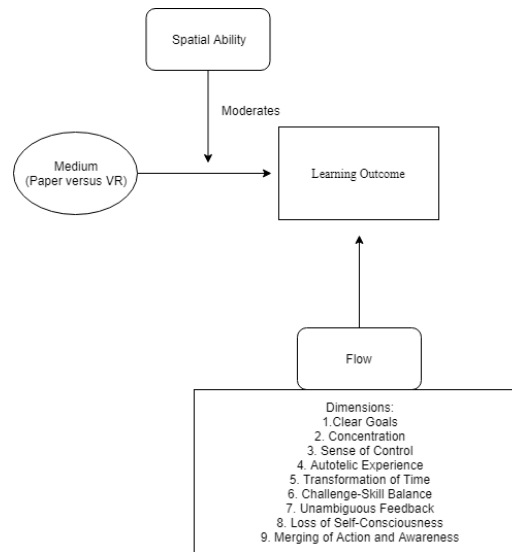 Spatial Ability
Moderates
Medium
(Paper versus VR)
Learning Outcome
Flow
Dimensions:
1.Clear Goals
2. Concentration
3. Sense of Control
4. Autotelic Experience
5. Transformation of Time
6. Challenge-Skill Balance
7. Unambiguous Feedback
8. Loss of Self-Consciousness
9. Merging of Action and Awareness